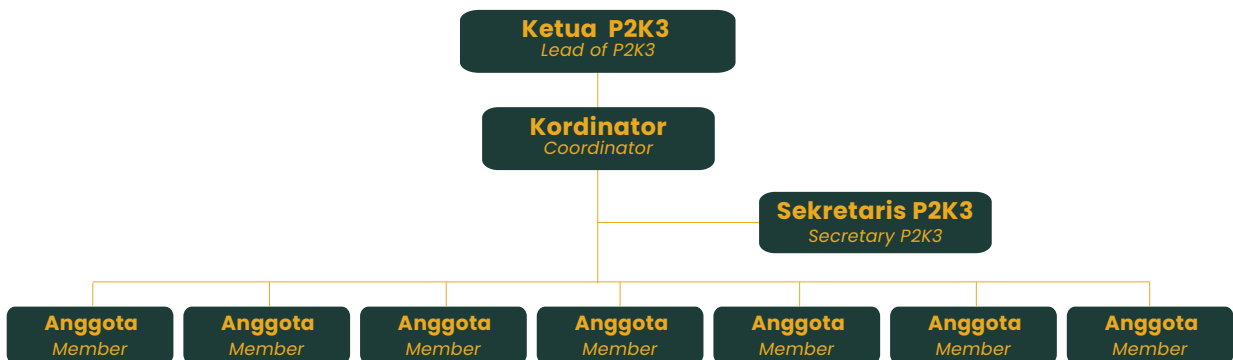 Ketua P2K3
Lead of P2K3
Kordinator
Coordinator
Sekretaris P2K3
Secretary P2K3
Anggota
Member
Anggota
Member
Anggota
Member
Anggota
Member
Anggota
Member
Anggota
Member
Anggota
Member